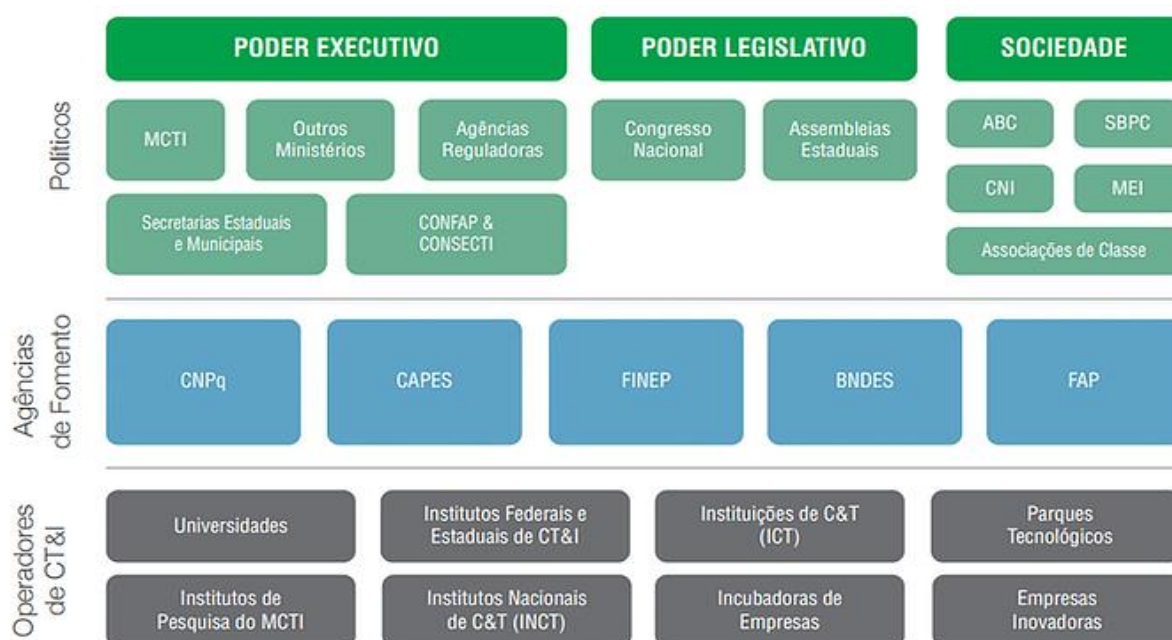 PODER EXECUTIVO
PODER LEGISLATIVO
SOCIEDADE
Políticos
MCTI
Outros
Ministérios
Agências
Reguladoras
Congresso
Nacional
Assembleias
Estaduais
ABC
SBPC
CNI
MEI
Secretarias Estaduais
e Municipais
CONFAP &
CONSECTI
Associações de Classe
Agências
de Fomento
CNPq
CAPES
FINEP
BNDES
FAP
Operadores
de CT&I
Universidades
Institutos Federais e
Estaduais de CT&I
Instituições de C&T
(ICT)
Parques
Tecnológicos
Institutos de
Pesquisa do MCTI
Institutos Nacionais
de C&T (INCT)
Incubadoras de
Empresas
Empresas
Inovadoras